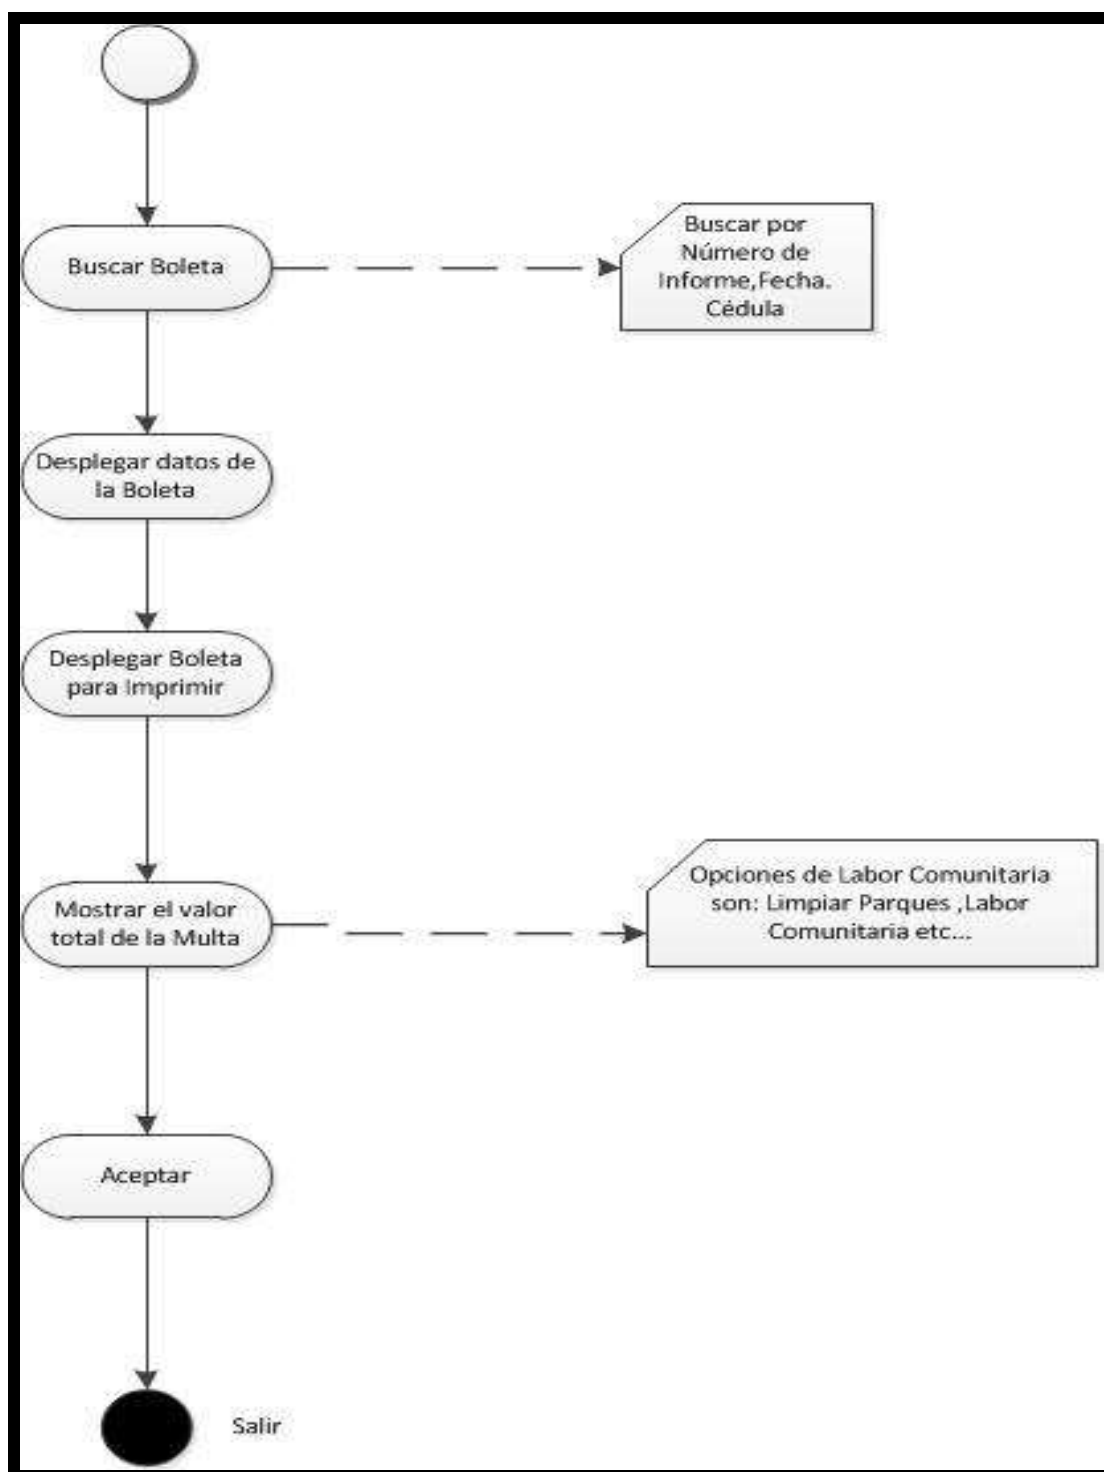 Buscar Boleta
Buscar por
Número de
Informe,Fecha.
Cédula
Desplegar datos de
la Boleta
Desplegar Boleta
para Imprimir
Mostrar el valor
total de la Multa
Opciones de Labor Comunitaria
son: Limpiar Parques ,Labor
Comunitaria etc...
Aceptar
Salir